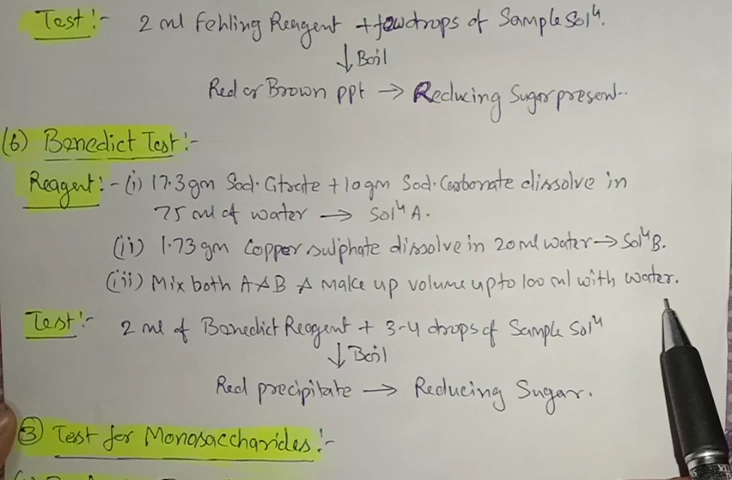 Test:- 2 ml Fehling Reagent + few drops of Sample Solⁿ.
↓ Boil
Red or Brown ppt → Reducing Sugar present..
(b) Benedict Test:-
Reagent:- (i) 17.3 gm Sod. Citrate + 10 gm Sod. Carbonate dissolve in
75 ml of water → Solⁿ A.
(ii) 1.73 gm Copper sulphate dissolve in 20 ml water → Solⁿ B.
(iii) Mix both A & B & Make up volume upto 100 ml with water.
Test:- 2 ml of Benedict Reagent + 3-4 drops of Sample Solⁿ
↓ Boil
Red precipitate → Reducing Sugar.
③ Test for Monosaccharides:-